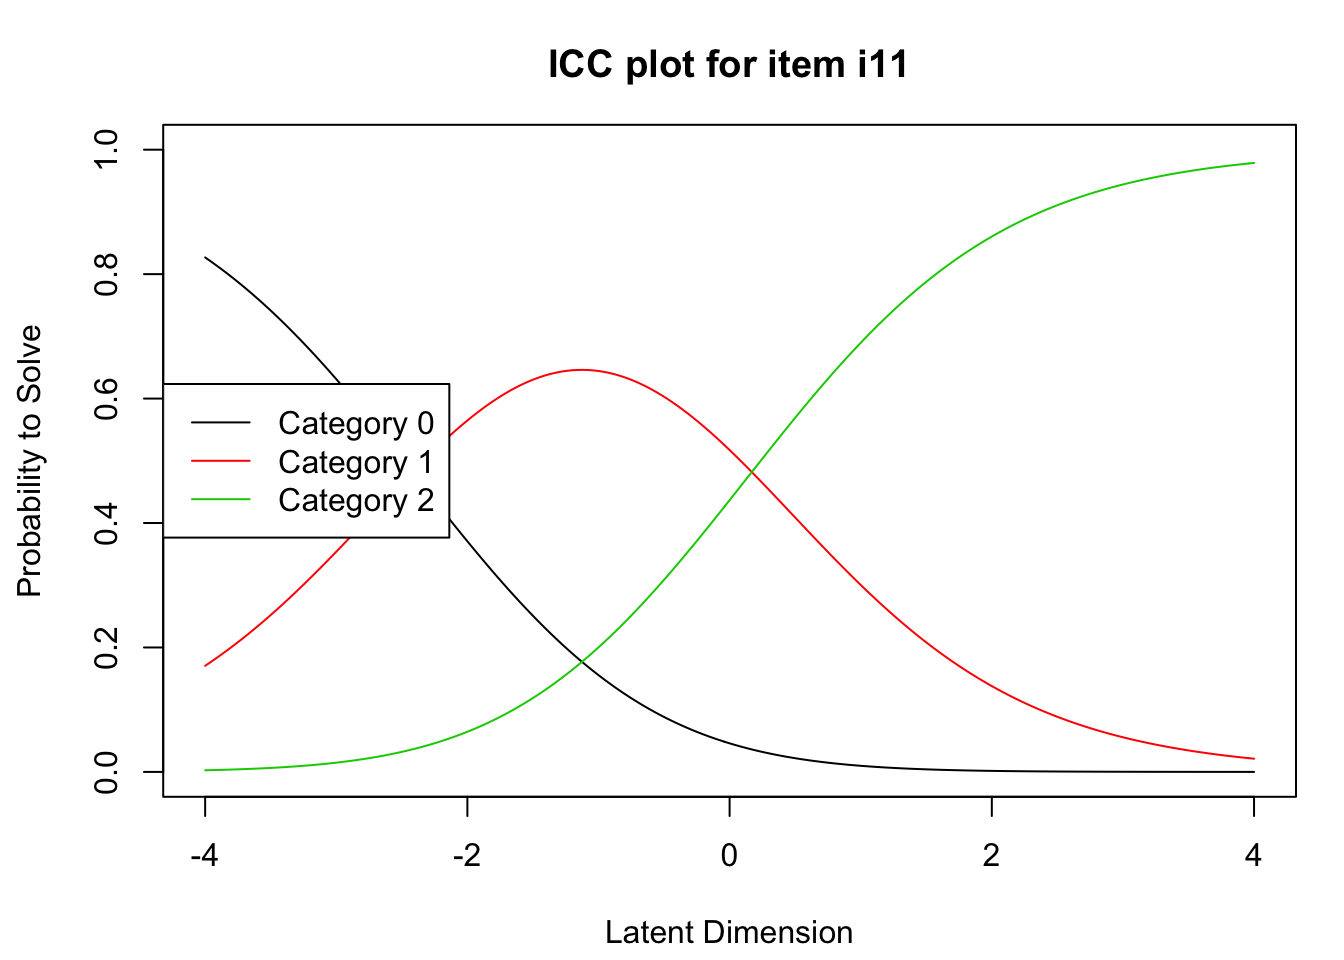 ICC plot for item i11
Probability to Solve
1.0
0.8
0.6
0.4
0.2
0.0
Category 0
Category 1
Category 2
-4 -2 0 2 4
Latent Dimension